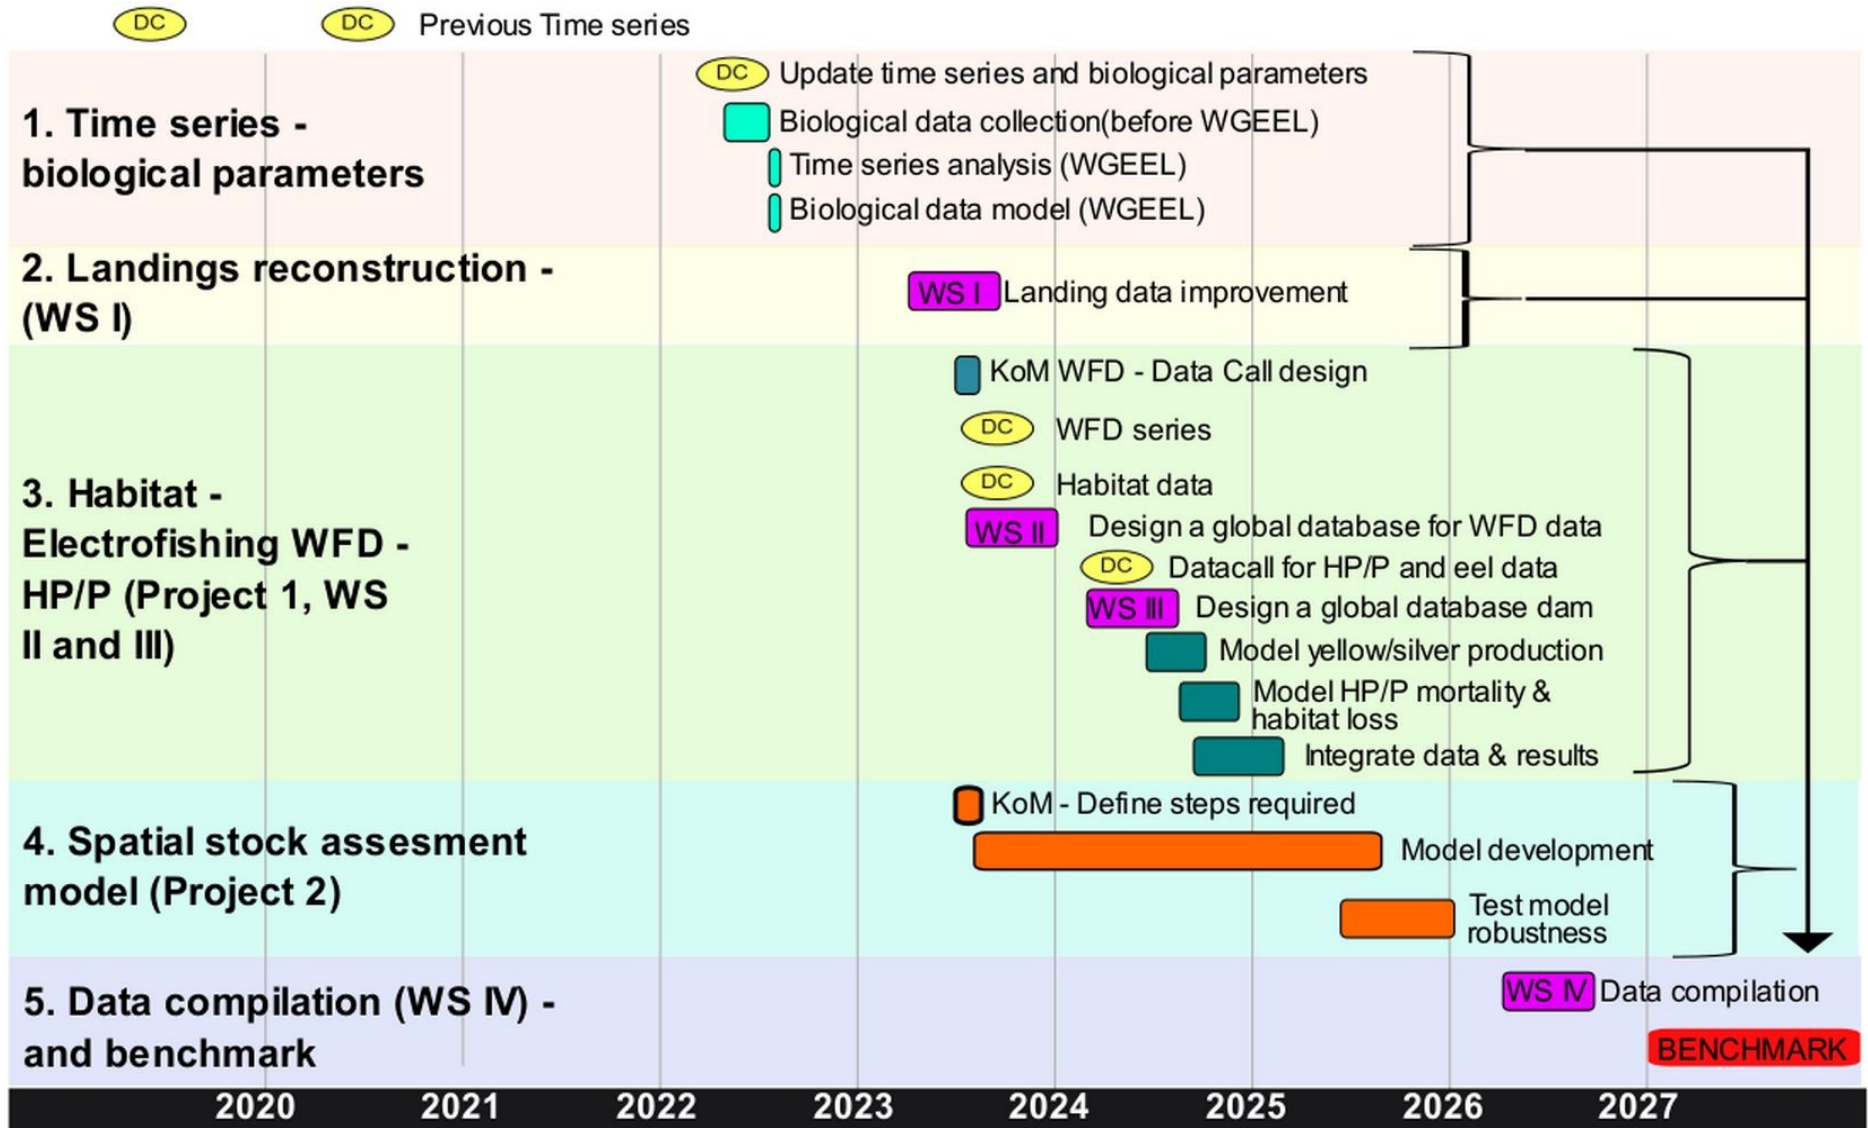 DC DC Previous Time series
DC Update time series and biological parameters
1. Time series -
biological parameters
Biological data collection(before WGEEL)
Time series analysis (WGEEL)
Biological data model (WGEEL)
2. Landings reconstruction -
(WS I)
WS I Landing data improvement
KoM WFD - Data Call design
DC WFD series
DC Habitat data
3. Habitat -
Electrofishing WFD -
HP/P (Project 1, WS
II and III)
WS II Design a global database for WFD data
DC Datacall for HP/P and eel data
WS III Design a global database dam
Model yellow/silver production
Model HP/P mortality &
habitat loss
Integrate data & results
KoM - Define steps required
4. Spatial stock assesment
model (Project 2)
Model development
Test model
robustness
5. Data compilation (WS IV) -
and benchmark
WS IV Data compilation
BENCHMARK
2020 2021 2022 2023 2024 2025 2026 2027